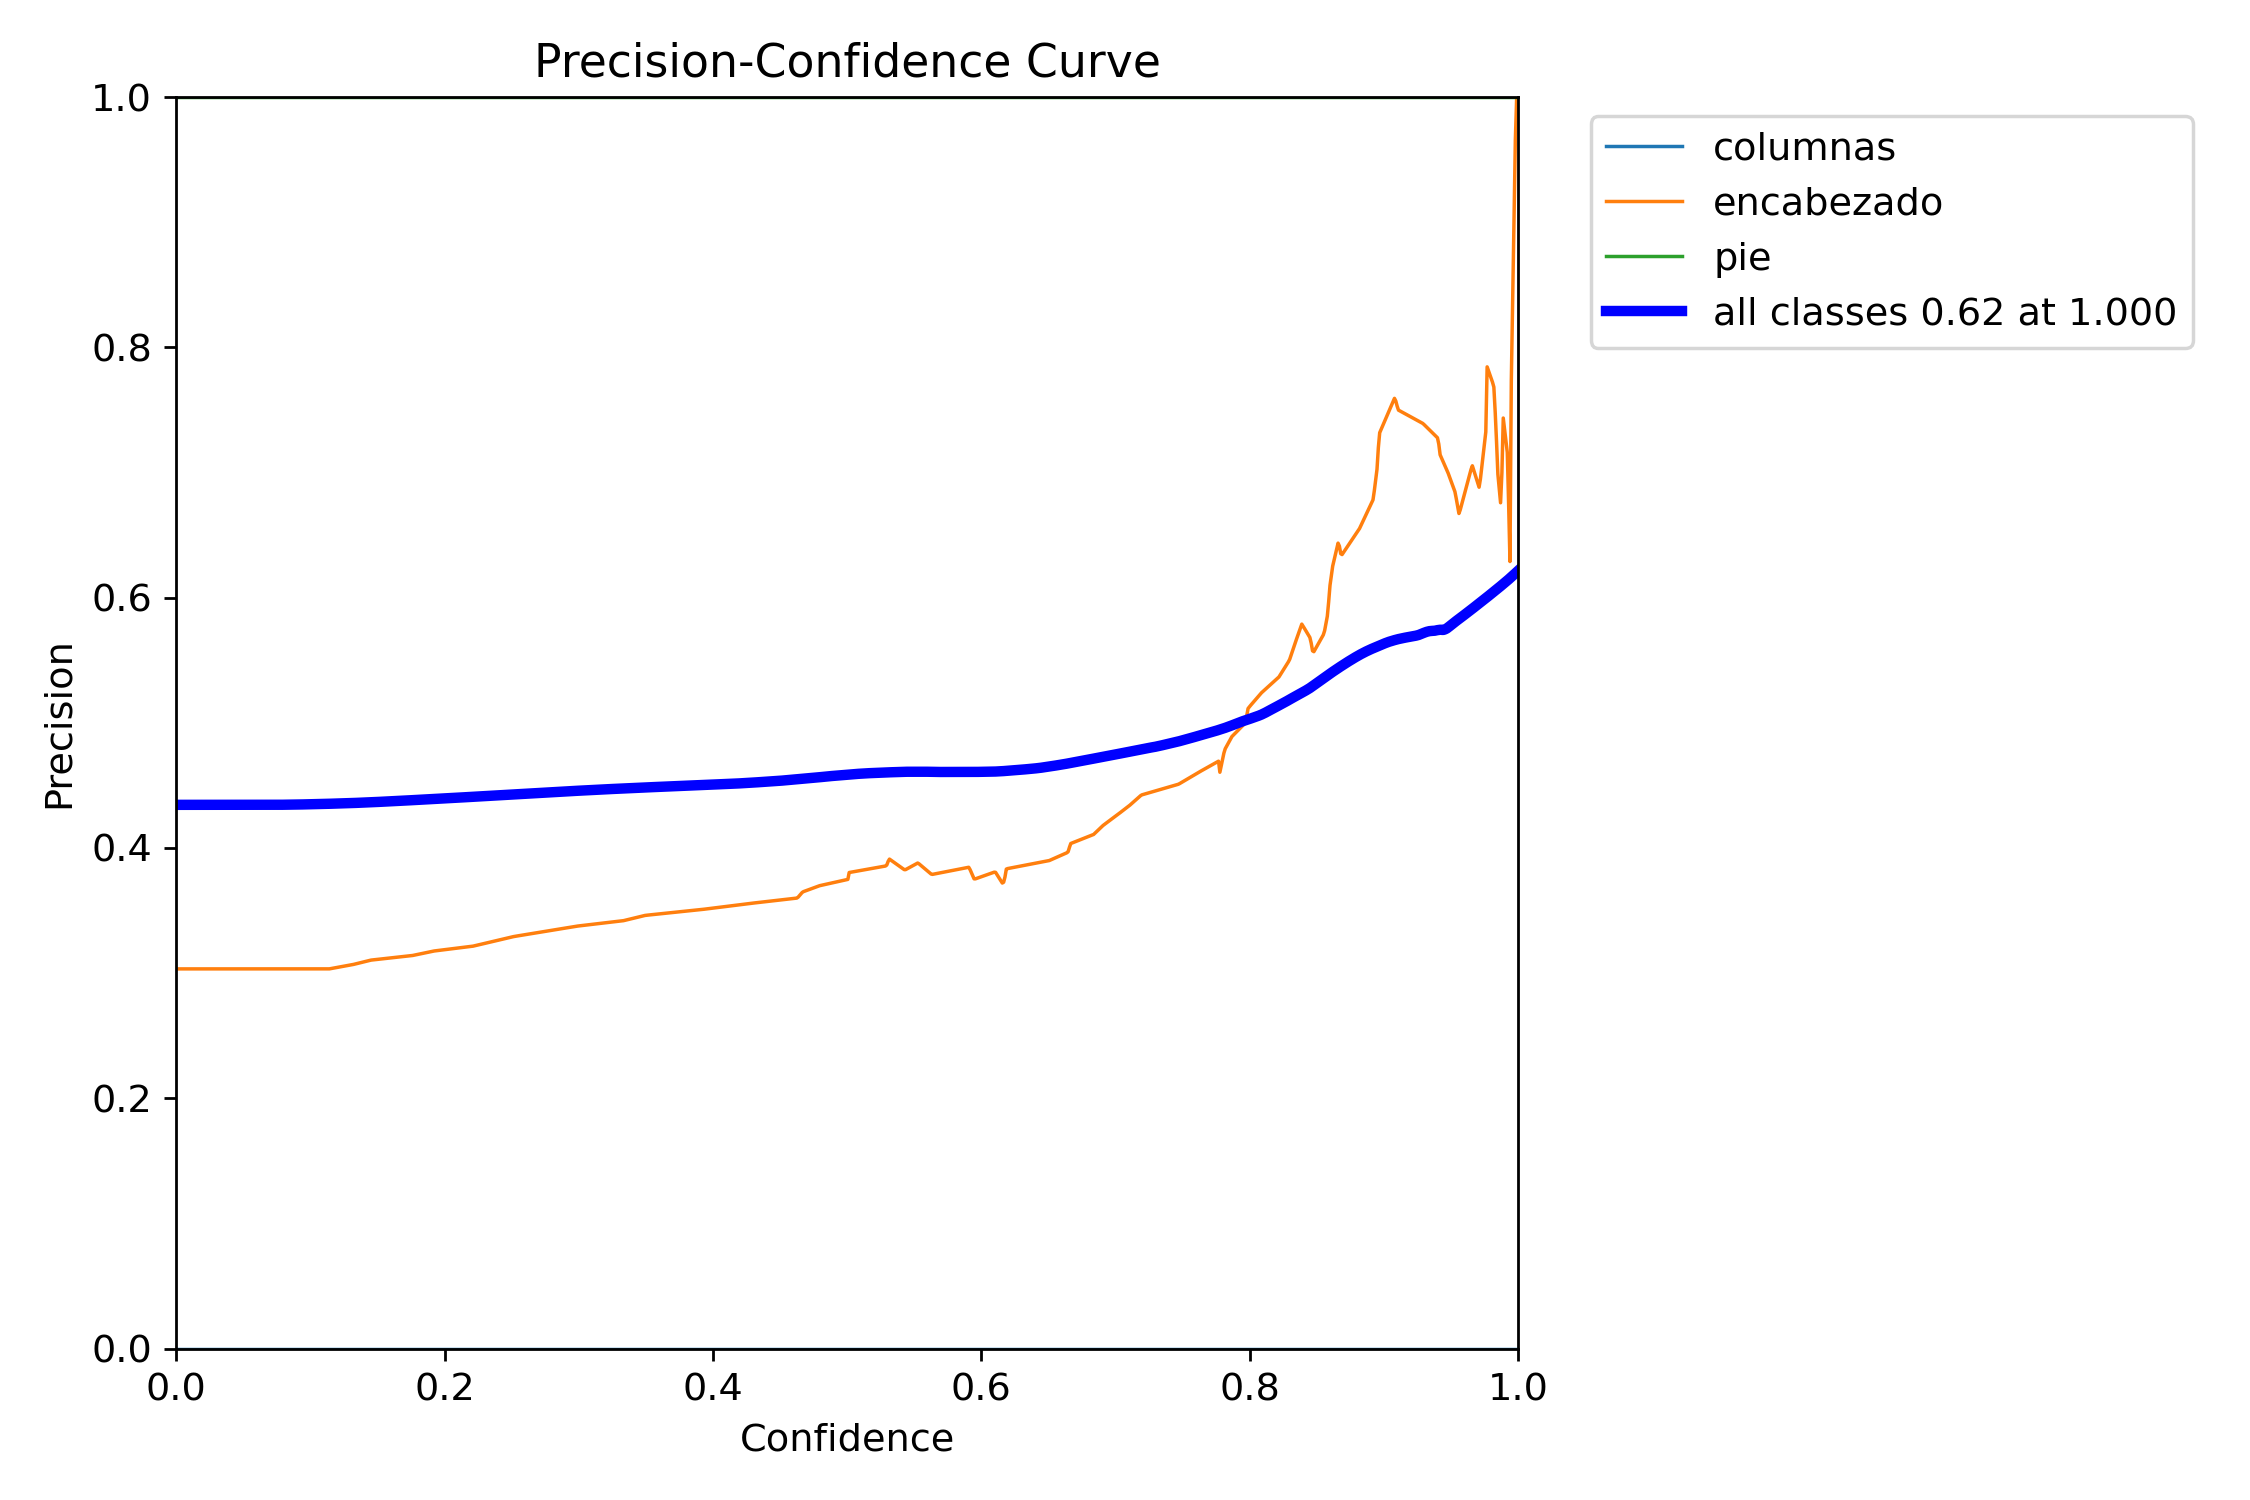 Precision-Confidence Curve
1.0
0.8
0.6
0.4
0.2
0.0
Precision
0.0 0.2 0.4 0.6 0.8 1.0
Confidence
columnas
encabezado
pie
all classes 0.62 at 1.000